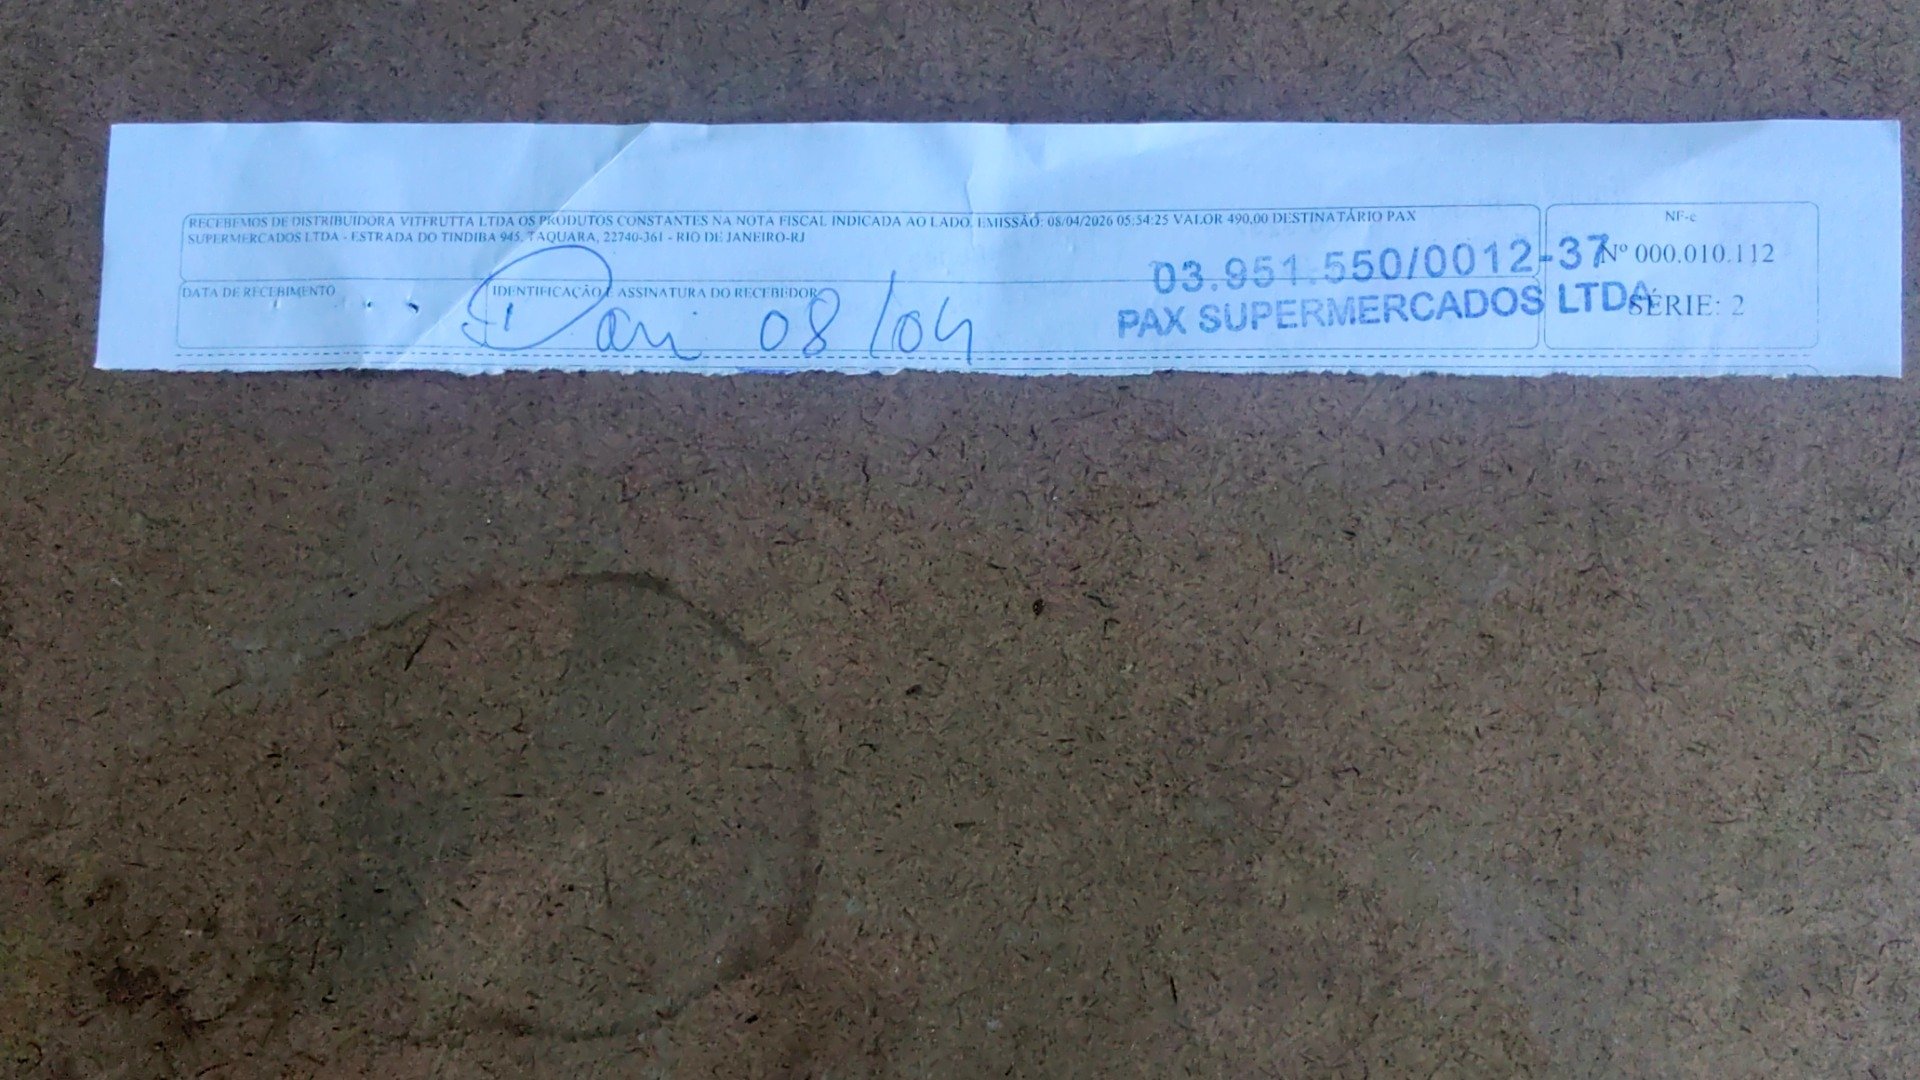 RECEBEMOS DE DISTRIBUIDORA VITFRUTTA LTDA OS PRODUTOS CONSTANTES NA NOTA FISCAL INDICADA AO LADO. EMISSÃO: 08/04/2026 05:54:25 VALOR 490,00 DESTINATÁRIO PAX
SUPERMERCADOS LTDA - ESTRADA DO TINDIBA 945, TAQUARA, 22740-361 - RIO DE JANEIRO-RJ
NF-e
Nº 000.010.112
SÉRIE: 2
03.951.550/0012-37
PAX SUPERMERCADOS LTDA
DATA DE RECEBIMENTO
IDENTIFICAÇÃO E ASSINATURA DO RECEBEDOR
08/04